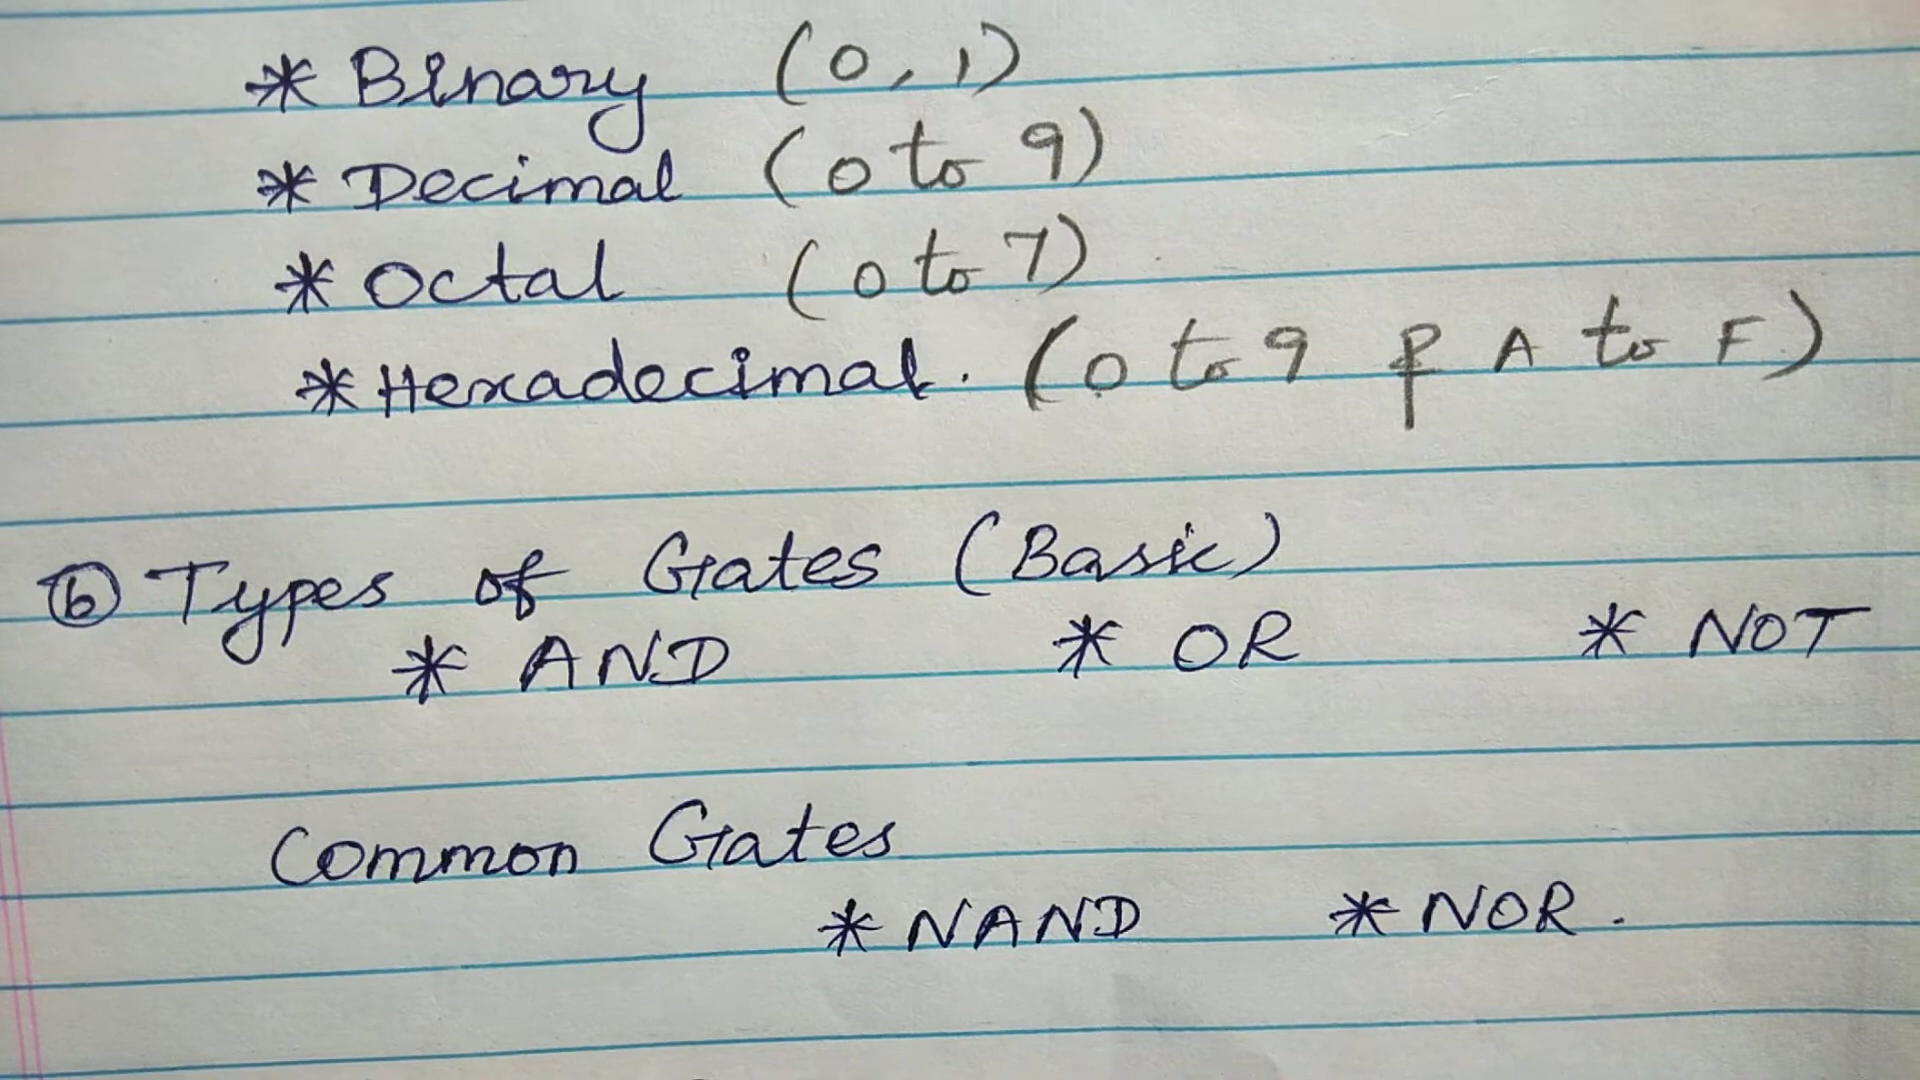 * Binary (0, 1)
* Decimal (0 to 9)
* Octal (0 to 7)
* Hexadecimal. (0 to 9 & A to F)
⑥ Types of Gates (Basic)
* AND * OR * NOT
Common Gates
* NAND * NOR.